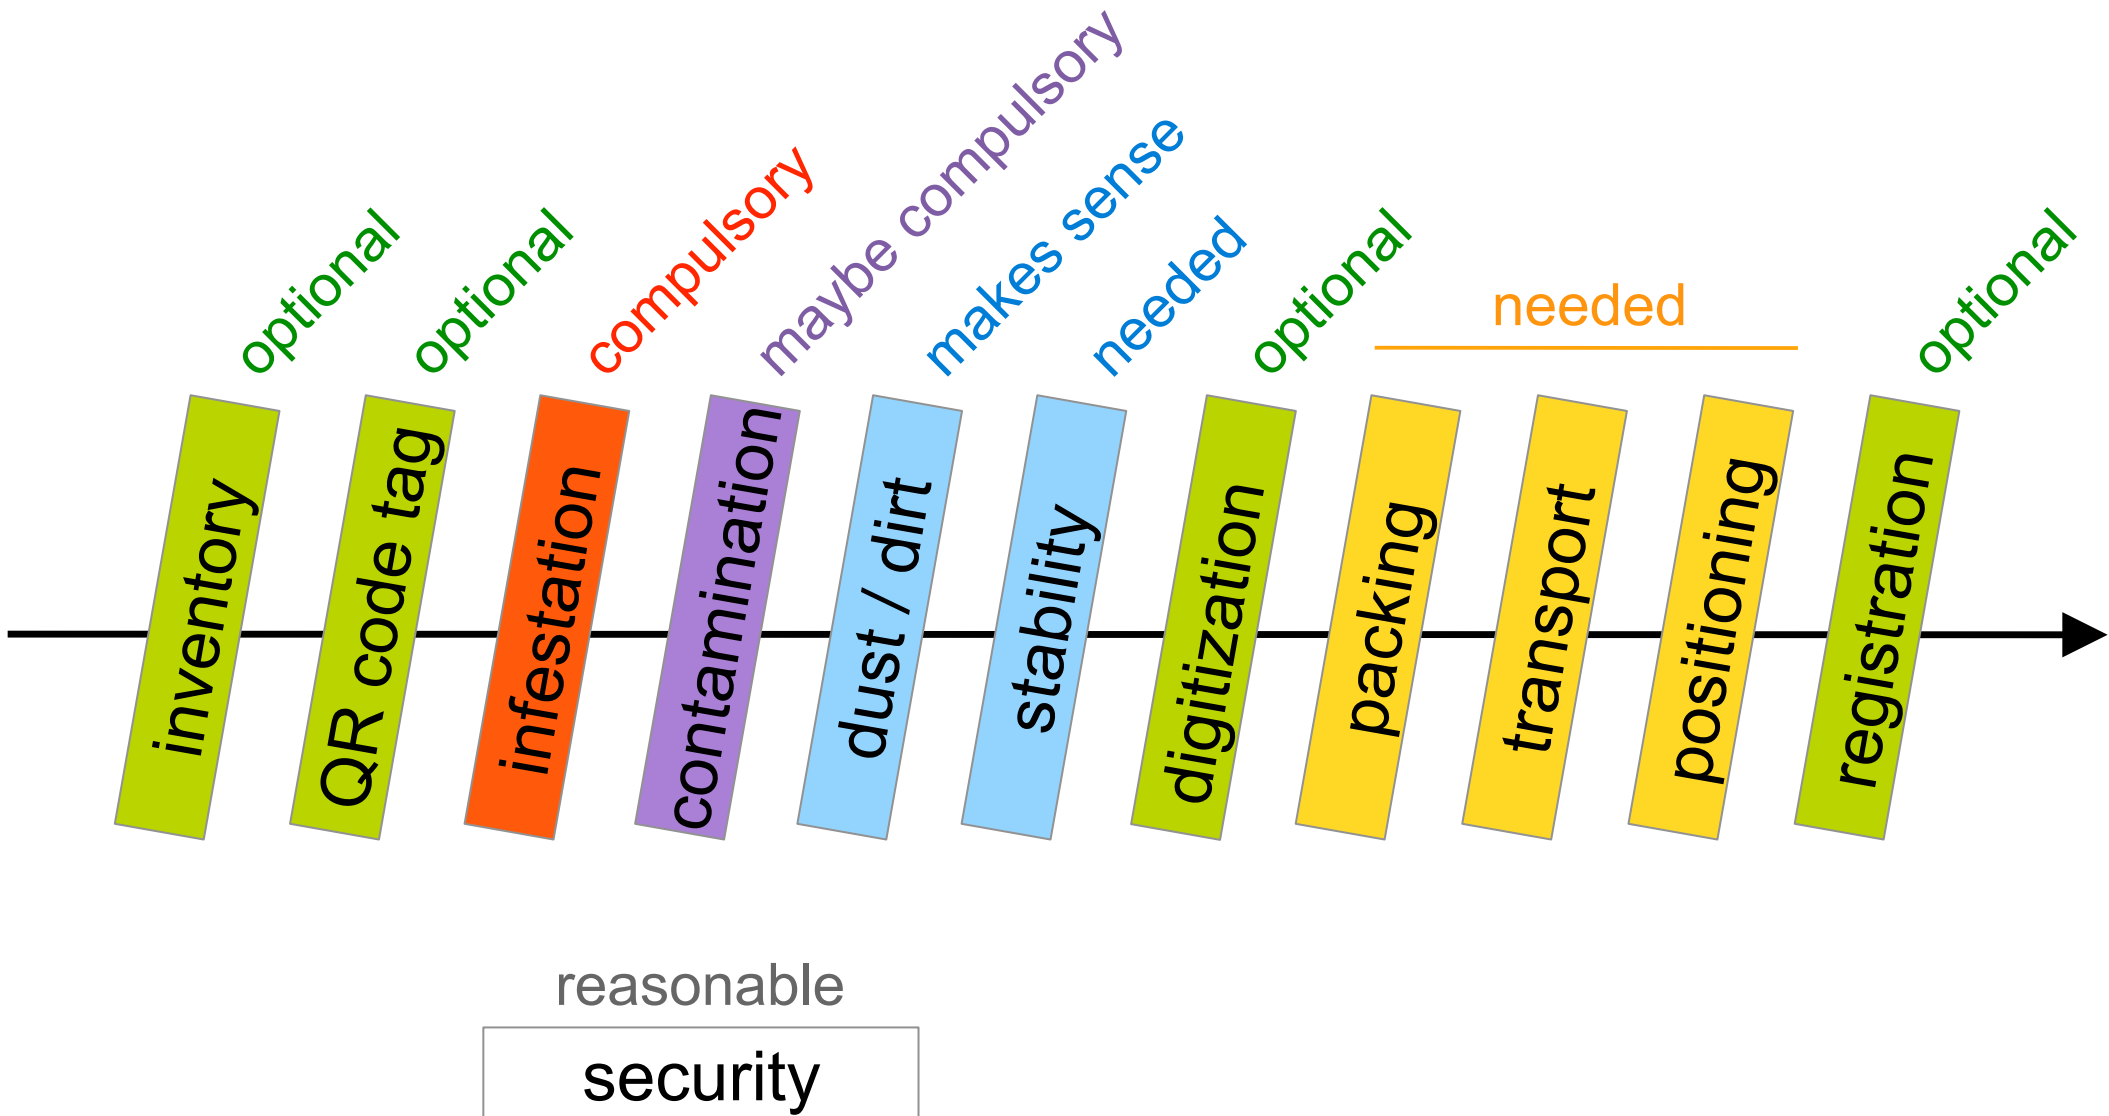 optional
optional
compulsory
maybe compulsory
makes sense
needed
optional
needed
optional
inventory
QR code tag
infestation
contamination
dust / dirt
stability
digitization
packing
transport
positioning
registration
reasonable
security